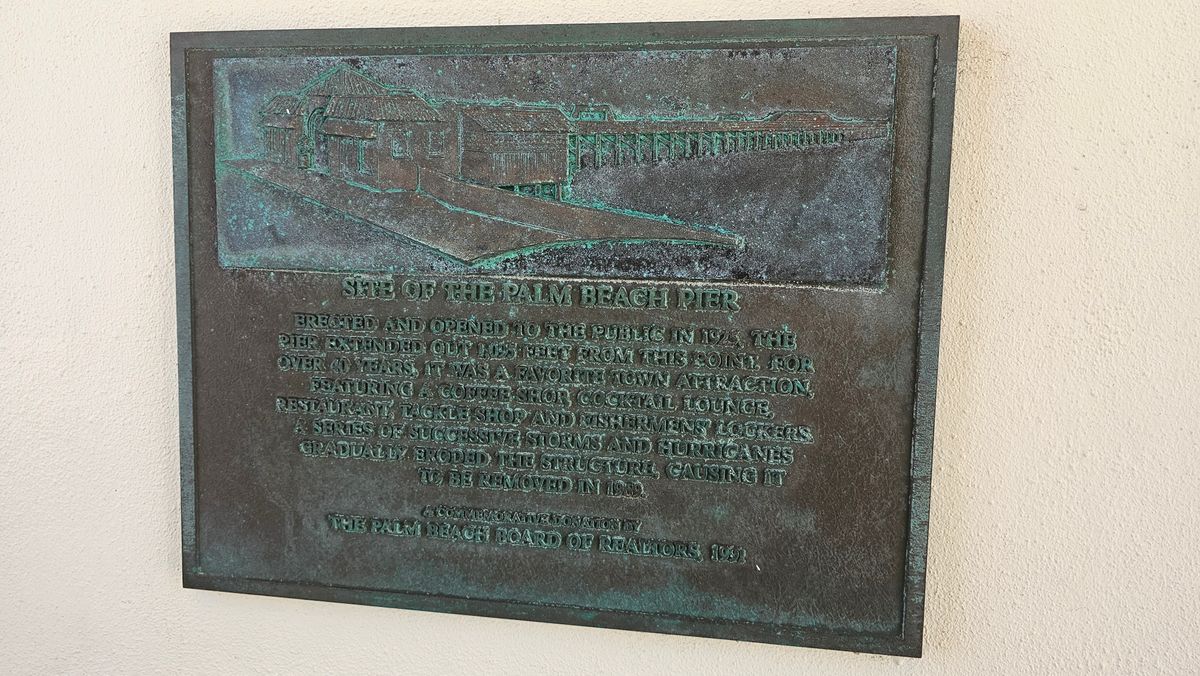 SITE OF THE PALM BEACH PIER
ERECTED AND OPENED TO THE PUBLIC IN 1925, THE
PIER EXTENDED OUT 1095 FEET FROM THIS POINT. FOR
OVER 40 YEARS, IT WAS A FAVORITE TOWN ATTRACTION,
FEATURING A COFFEE SHOP, COCKTAIL LOUNGE,
RESTAURANT, TACKLE SHOP AND FISHERMENS' LOCKERS.
A SERIES OF SUCCESSIVE STORMS AND HURRICANES
GRADUALLY ERODED THE STRUCTURE, CAUSING IT
TO BE REMOVED IN 1969.
A COMMEMORATIVE DONATION BY
THE PALM BEACH BOARD OF REALTORS,